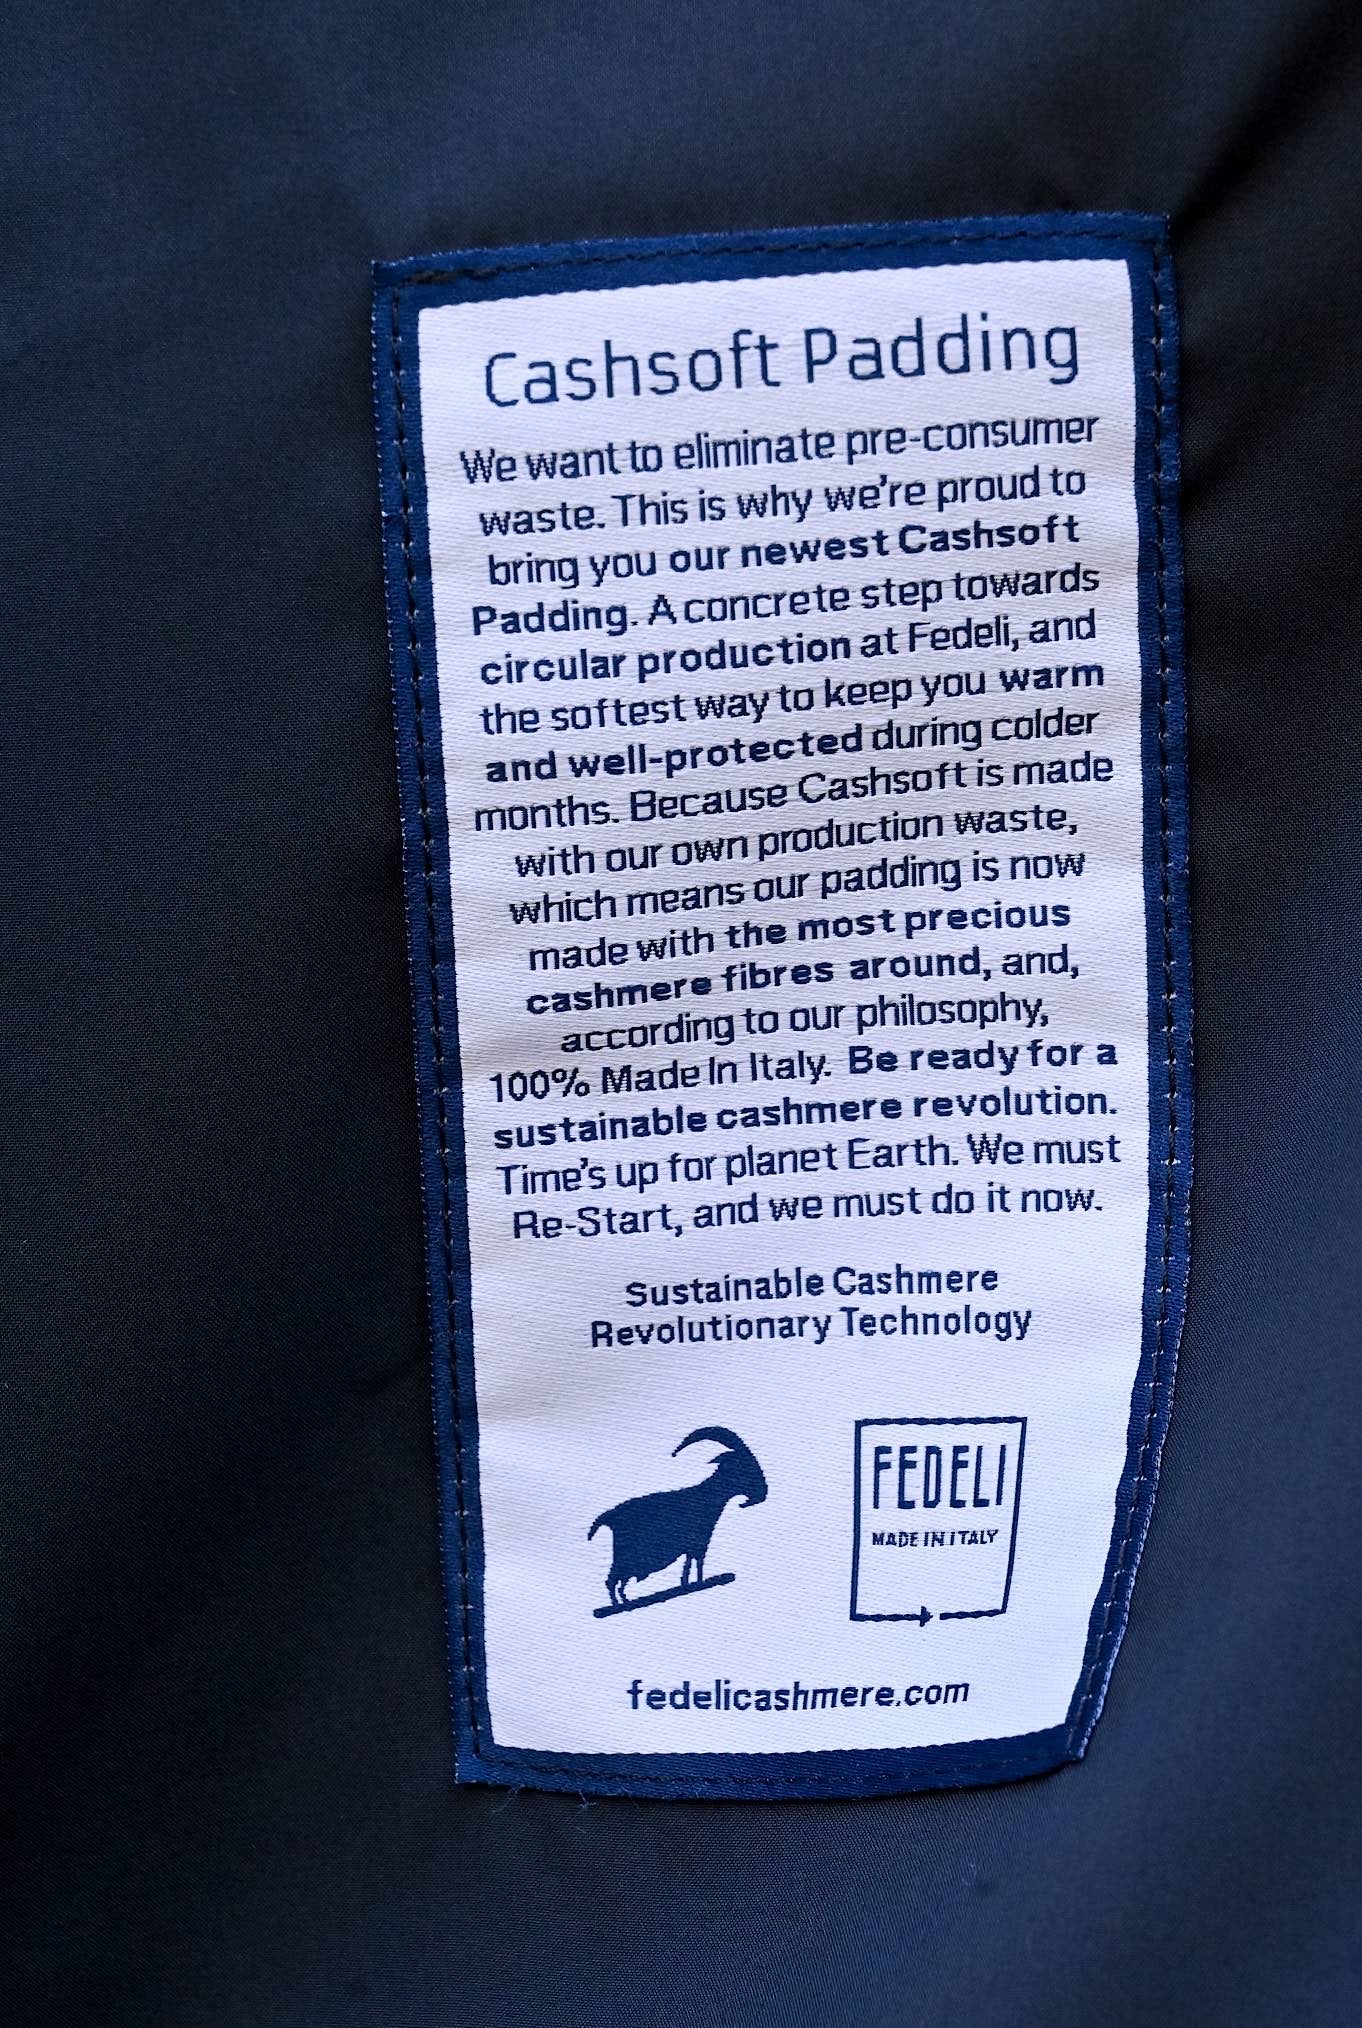 Cashsoft Padding
We want to eliminate pre-consumer
waste. This is why we're proud to
bring you our newest Cashsoft
Padding. A concrete step towards
circular production at Fedeli, and
the softest way to keep you warm
and well-protected during colder
months. Because Cashsoft is made
with our own production waste,
which means our padding is now
made with the most precious
cashmere fibres around, and,
according to our philosophy,
100% Made In Italy. Be ready for a
sustainable cashmere revolution.
Time's up for planet Earth. We must
Re-Start, and we must do it now.
Sustainable Cashmere
Revolutionary Technology
FEDELI
MADE IN ITALY
fedelicashmere.com